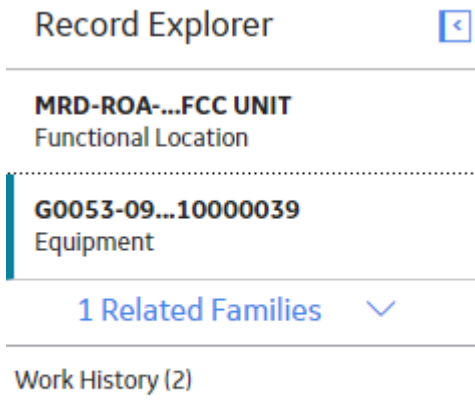 Record Explorer
MRD-ROA-...FCC UNIT
Functional Location
G0053-09...10000039
Equipment
1 Related Families
Work History (2)